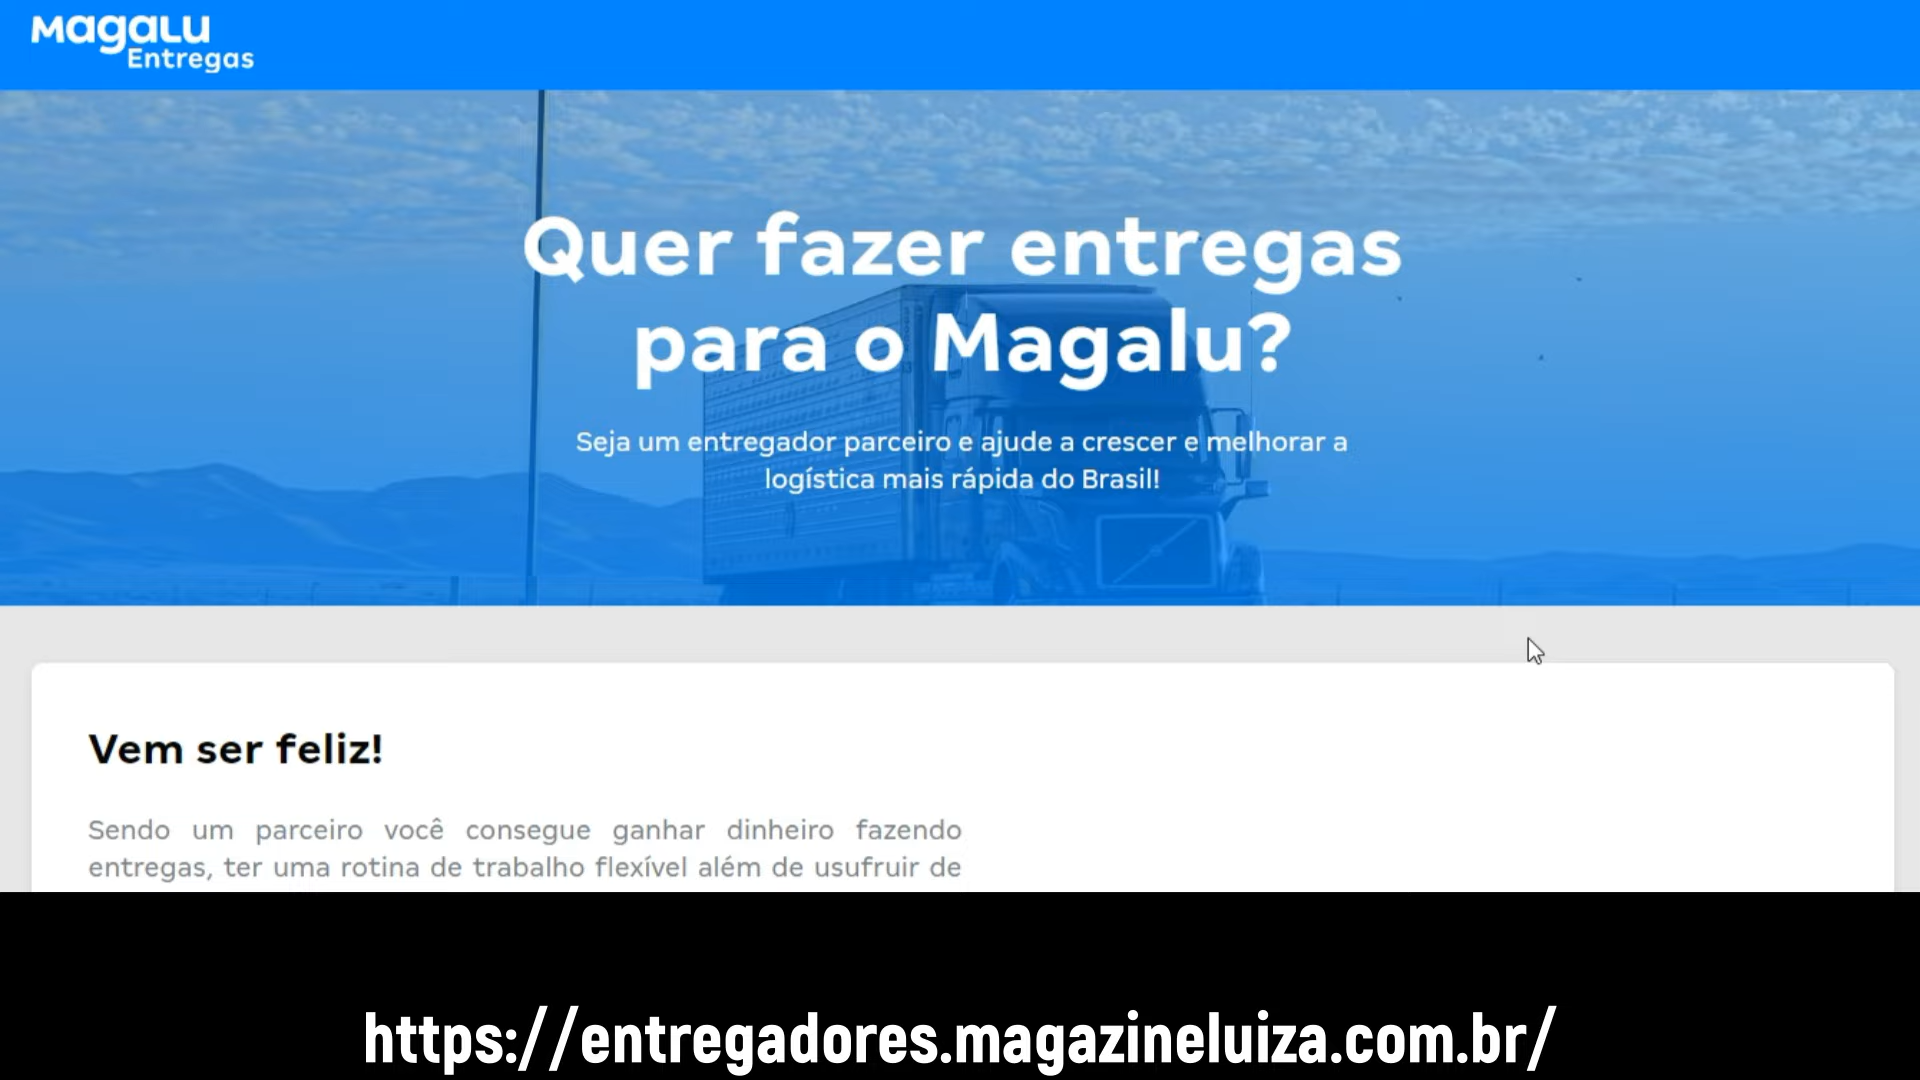 Magalu
Entregas
Quer fazer entregas
para o Magalu?
Seja um entregador parceiro e ajude a crescer e melhorar a
logística mais rápida do Brasil!
Vem ser feliz!
Sendo um parceiro você consegue ganhar dinheiro fazendo
entregas, ter uma rotina de trabalho flexível além de usufruir de
https://entregadores.magazineluiza.com.br/